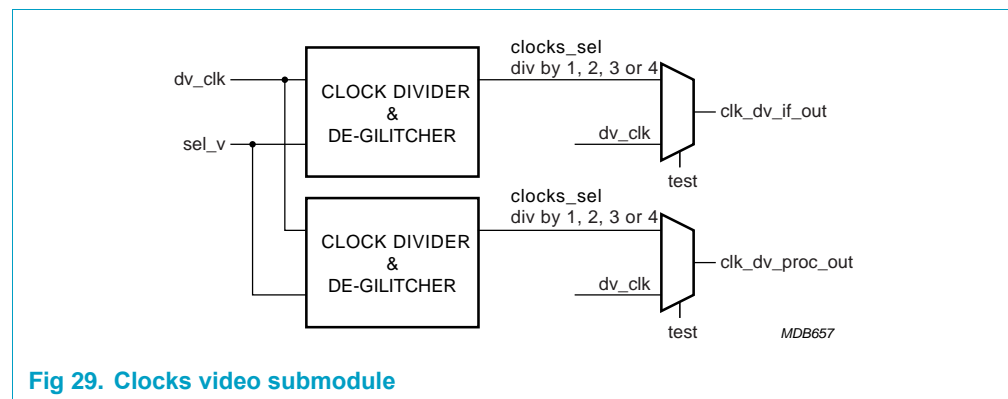 clocks_sel
div by 1, 2, 3 or 4
dv_clk
CLOCK DIVIDER
&
DE-GILITCHER
clk_dv_if_out
dv_clk
sel_v
test
clocks_sel
div by 1, 2, 3 or 4
CLOCK DIVIDER
&
DE-GILITCHER
clk_dv_proc_out
dv_clk
test
MDB657
Fig 29. Clocks video submodule